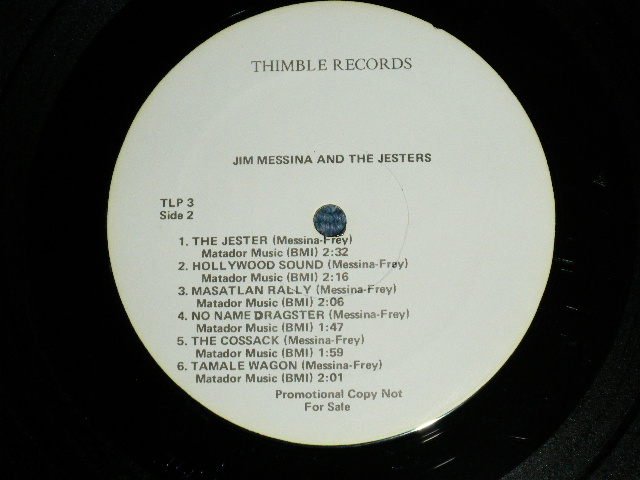 THIMBLE RECORDS
JIM MESSINA AND THE JESTERS
TLP 3
Side 2
1. THE JESTER (Messina-Frey)
Matador Music (BMI) 2:32
2. HOLLYWOOD SOUND (Messina-Frey)
Matador Music (BMI) 2:16
3. MASATLAN RALLY (Messina-Frey)
Matador Music (BMI) 2:06
4. NO NAME DRAGSTER (Messina-Frey)
Matador Music (BMI) 1:47
5. THE COSSACK (Messina-Frey)
Matador Music (BMI) 1:59
6. TAMALE WAGON (Messina-Frey)
Matador Music (BMI) 2:01
Promotional Copy Not
For Sale